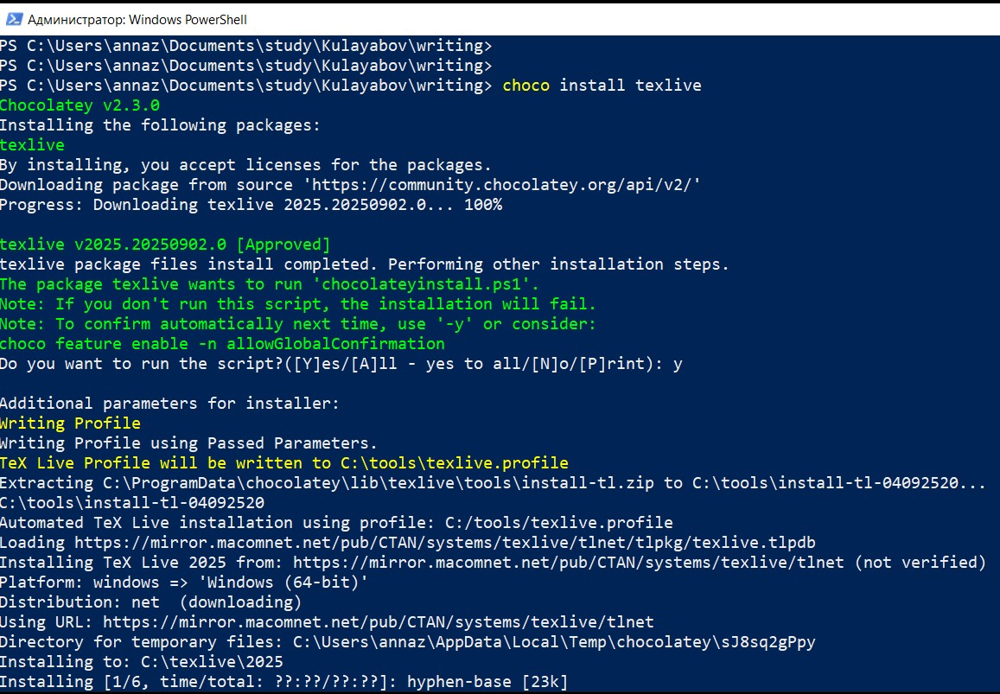 Администратор: Windows PowerShell
PS C:\Users\annaz\Documents\study\Kulayabov\writing>
PS C:\Users\annaz\Documents\study\Kulayabov\writing>
PS C:\Users\annaz\Documents\study\Kulayabov\writing> choco install texlive
Chocolatey v2.3.0
Installing the following packages:
texlive
By installing, you accept licenses for the packages.
Downloading package from source 'https://community.chocolatey.org/api/v2/'
Progress: Downloading texlive 2025.20250902.0... 100%
texlive v2025.20250902.0 [Approved]
texlive package files install completed. Performing other installation steps.
The package texlive wants to run 'chocolateyinstall.ps1'.
Note: If you don't run this script, the installation will fail.
Note: To confirm automatically next time, use '-y' or consider:
choco feature enable -n allowGlobalConfirmation
Do you want to run the script?([Y]es/[A]ll - yes to all/[N]o/[P]rint): y
Additional parameters for installer:
Writing Profile
Writing Profile using Passed Parameters.
TeX Live Profile will be written to C:\tools\texlive.profile
Extracting C:\ProgramData\chocolatey\lib\texlive\tools\install-tl.zip to C:\tools\install-tl-04092520...
C:\tools\install-tl-04092520
Automated TeX Live installation using profile: C:/tools/texlive.profile
Loading https://mirror.macomnet.net/pub/CTAN/systems/texlive/tlnet/tlpkg/texlive.tlpdb
Installing TeX Live 2025 from: https://mirror.macomnet.net/pub/CTAN/systems/texlive/tlnet (not verified)
Platform: windows => 'Windows (64-bit)'
Distribution: net  (downloading)
Using URL: https://mirror.macomnet.net/pub/CTAN/systems/texlive/tlnet
Directory for temporary files: C:\Users\annaz\AppData\Local\Temp\chocolatey\sJ8sq2gPpy
Installing to: C:\texlive\2025
Installing [1/6, time/total: ??:??/??:??]: hyphen-base [23k]